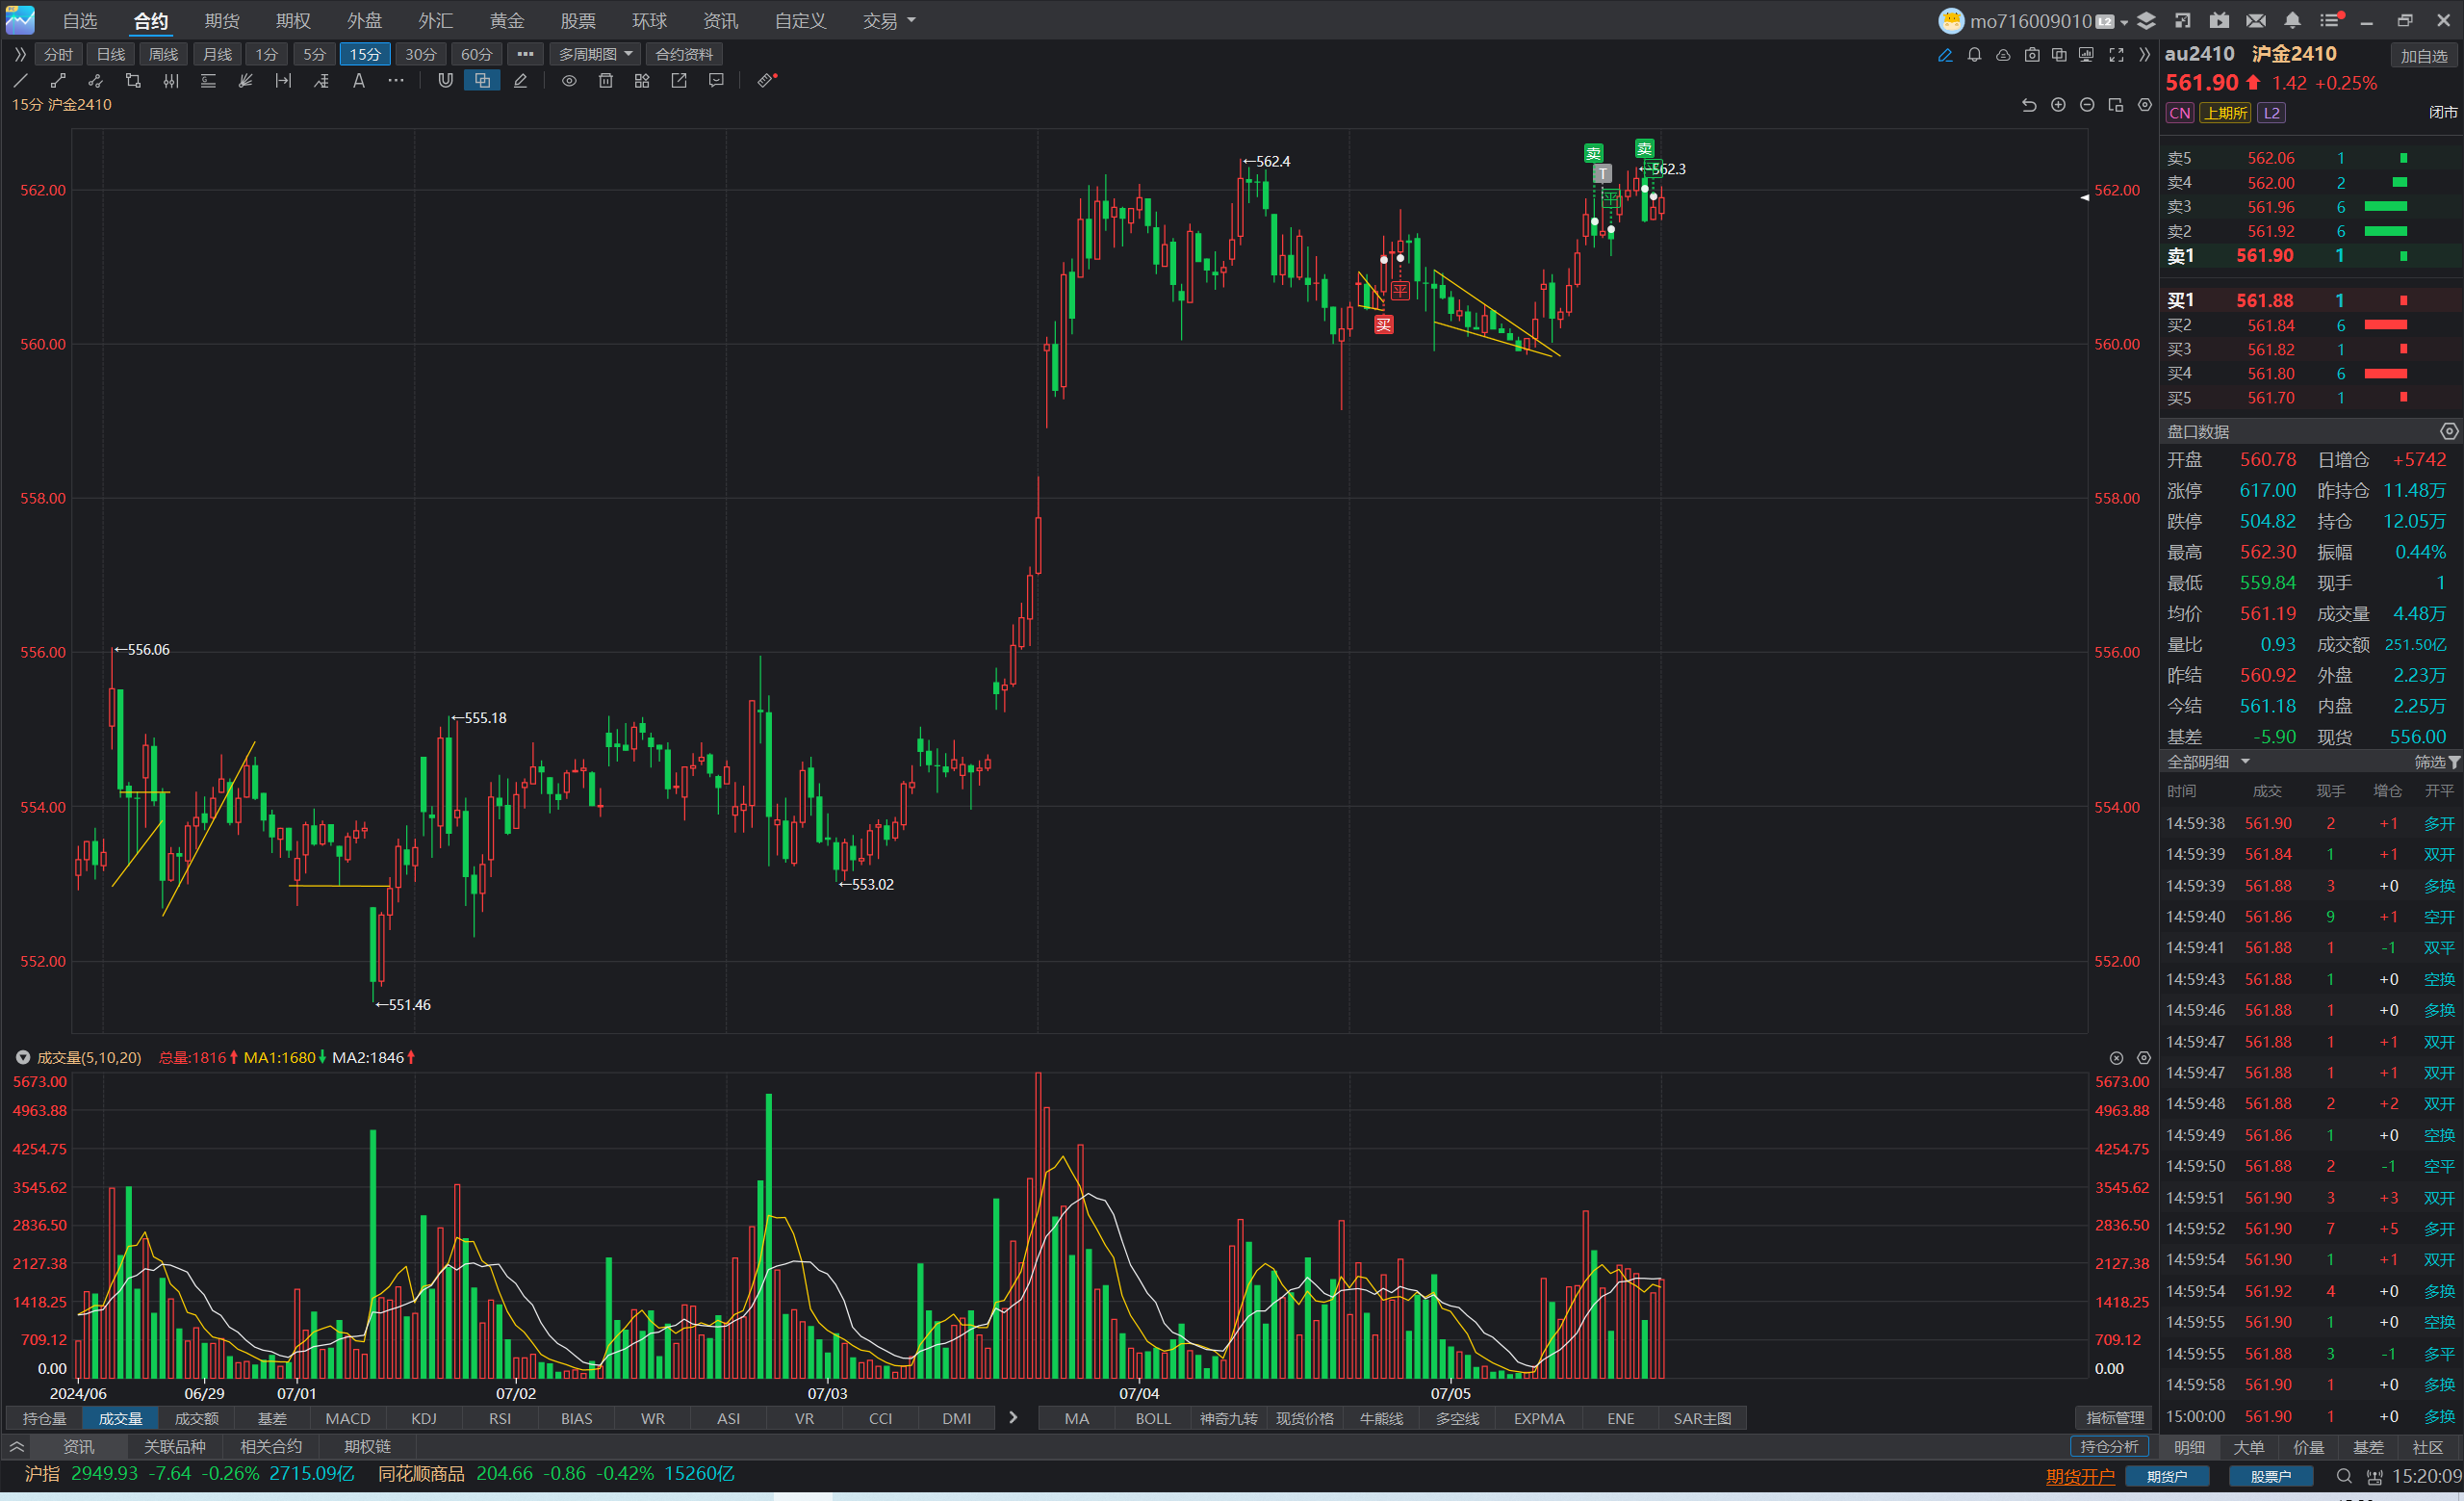 自选 合约 期货 期权 外盘 外汇 黄金 股票 环球 资讯 自定义 交易 mo716009010 L2
分时 日线 周线 月线 1分 5分 15分 30分 60分 多周期图 合约资料
15分 沪金2410
562.00 562.00
560.00 560.00
558.00 558.00
556.00 556.00
554.00 554.00
552.00 552.00
←562.4
卖 卖
T 平 平
←562.3
平
买
←556.06
←555.18
←553.02
←551.46
成交量(5,10,20) 总量:1816 MA1:1680 MA2:1846
5673.00 5673.00
4963.88 4963.88
4254.75 4254.75
3545.62 3545.62
2836.50 2836.50
2127.38 2127.38
1418.25 1418.25
709.12 709.12
0.00 0.00
2024/06 06/29 07/01 07/02 07/03 07/04 07/05
持仓量 成交量 成交额 基差 MACD KDJ RSI BIAS WR ASI VR CCI DMI MA BOLL 神奇九转 现货价格 牛熊线 多空线 EXPMA ENE SAR主图 指标管理
资讯 关联品种 相关合约 期权链 持仓分析
au2410 沪金2410 加自选
561.90 1.42 +0.25%
CN 上期所 L2 闭市
卖5 562.06 1
卖4 562.00 2
卖3 561.96 6
卖2 561.92 6
卖1 561.90 1
买1 561.88 1
买2 561.84 6
买3 561.82 1
买4 561.80 6
买5 561.70 1
盘口数据
开盘 560.78 日增仓 +5742
涨停 617.00 昨持仓 11.48万
跌停 504.82 持仓 12.05万
最高 562.30 振幅 0.44%
最低 559.84 现手 1
均价 561.19 成交量 4.48万
量比 0.93 成交额 251.50亿
昨结 560.92 外盘 2.23万
今结 561.18 内盘 2.25万
基差 -5.90 现货 556.00
全部明细 筛选
时间 成交 现手 增仓 开平
14:59:38 561.90 2 +1 多开
14:59:39 561.84 1 +1 双开
14:59:39 561.88 3 +0 多换
14:59:40 561.86 9 +1 空开
14:59:41 561.88 1 -1 双平
14:59:43 561.88 1 +0 空换
14:59:46 561.88 1 +0 多换
14:59:47 561.88 1 +1 双开
14:59:47 561.88 1 +1 双开
14:59:48 561.88 2 +2 双开
14:59:49 561.86 1 +0 空换
14:59:50 561.88 2 -1 空平
14:59:51 561.90 3 +3 双开
14:59:52 561.90 7 +5 多开
14:59:54 561.90 1 +1 双开
14:59:54 561.92 4 +0 多换
14:59:55 561.90 1 +0 空换
14:59:55 561.88 3 -1 多平
14:59:58 561.90 1 +0 多换
15:00:00 561.90 1 +0 多换
明细 大单 价量 基差 社区
沪指 2949.93 -7.64 -0.26% 2715.09亿 同花顺商品 204.66 -0.86 -0.42% 15260亿 期货开户 期货户 股票户 15:20:09